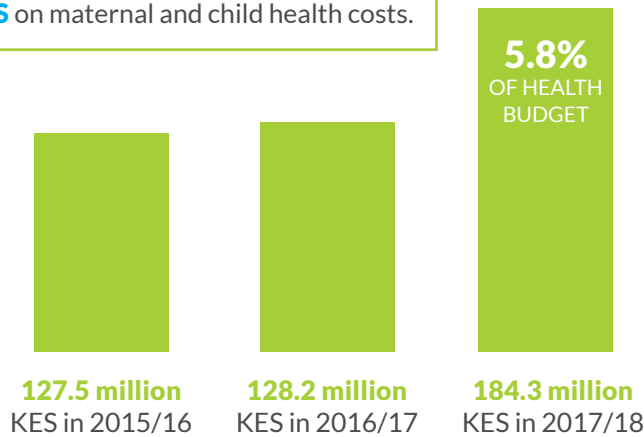 on maternal and child health costs.
5.8%
OF HEALTH
BUDGET
127.5 million
KES in 2015/16
128.2 million
KES in 2016/17
184.3 million
KES in 2017/18